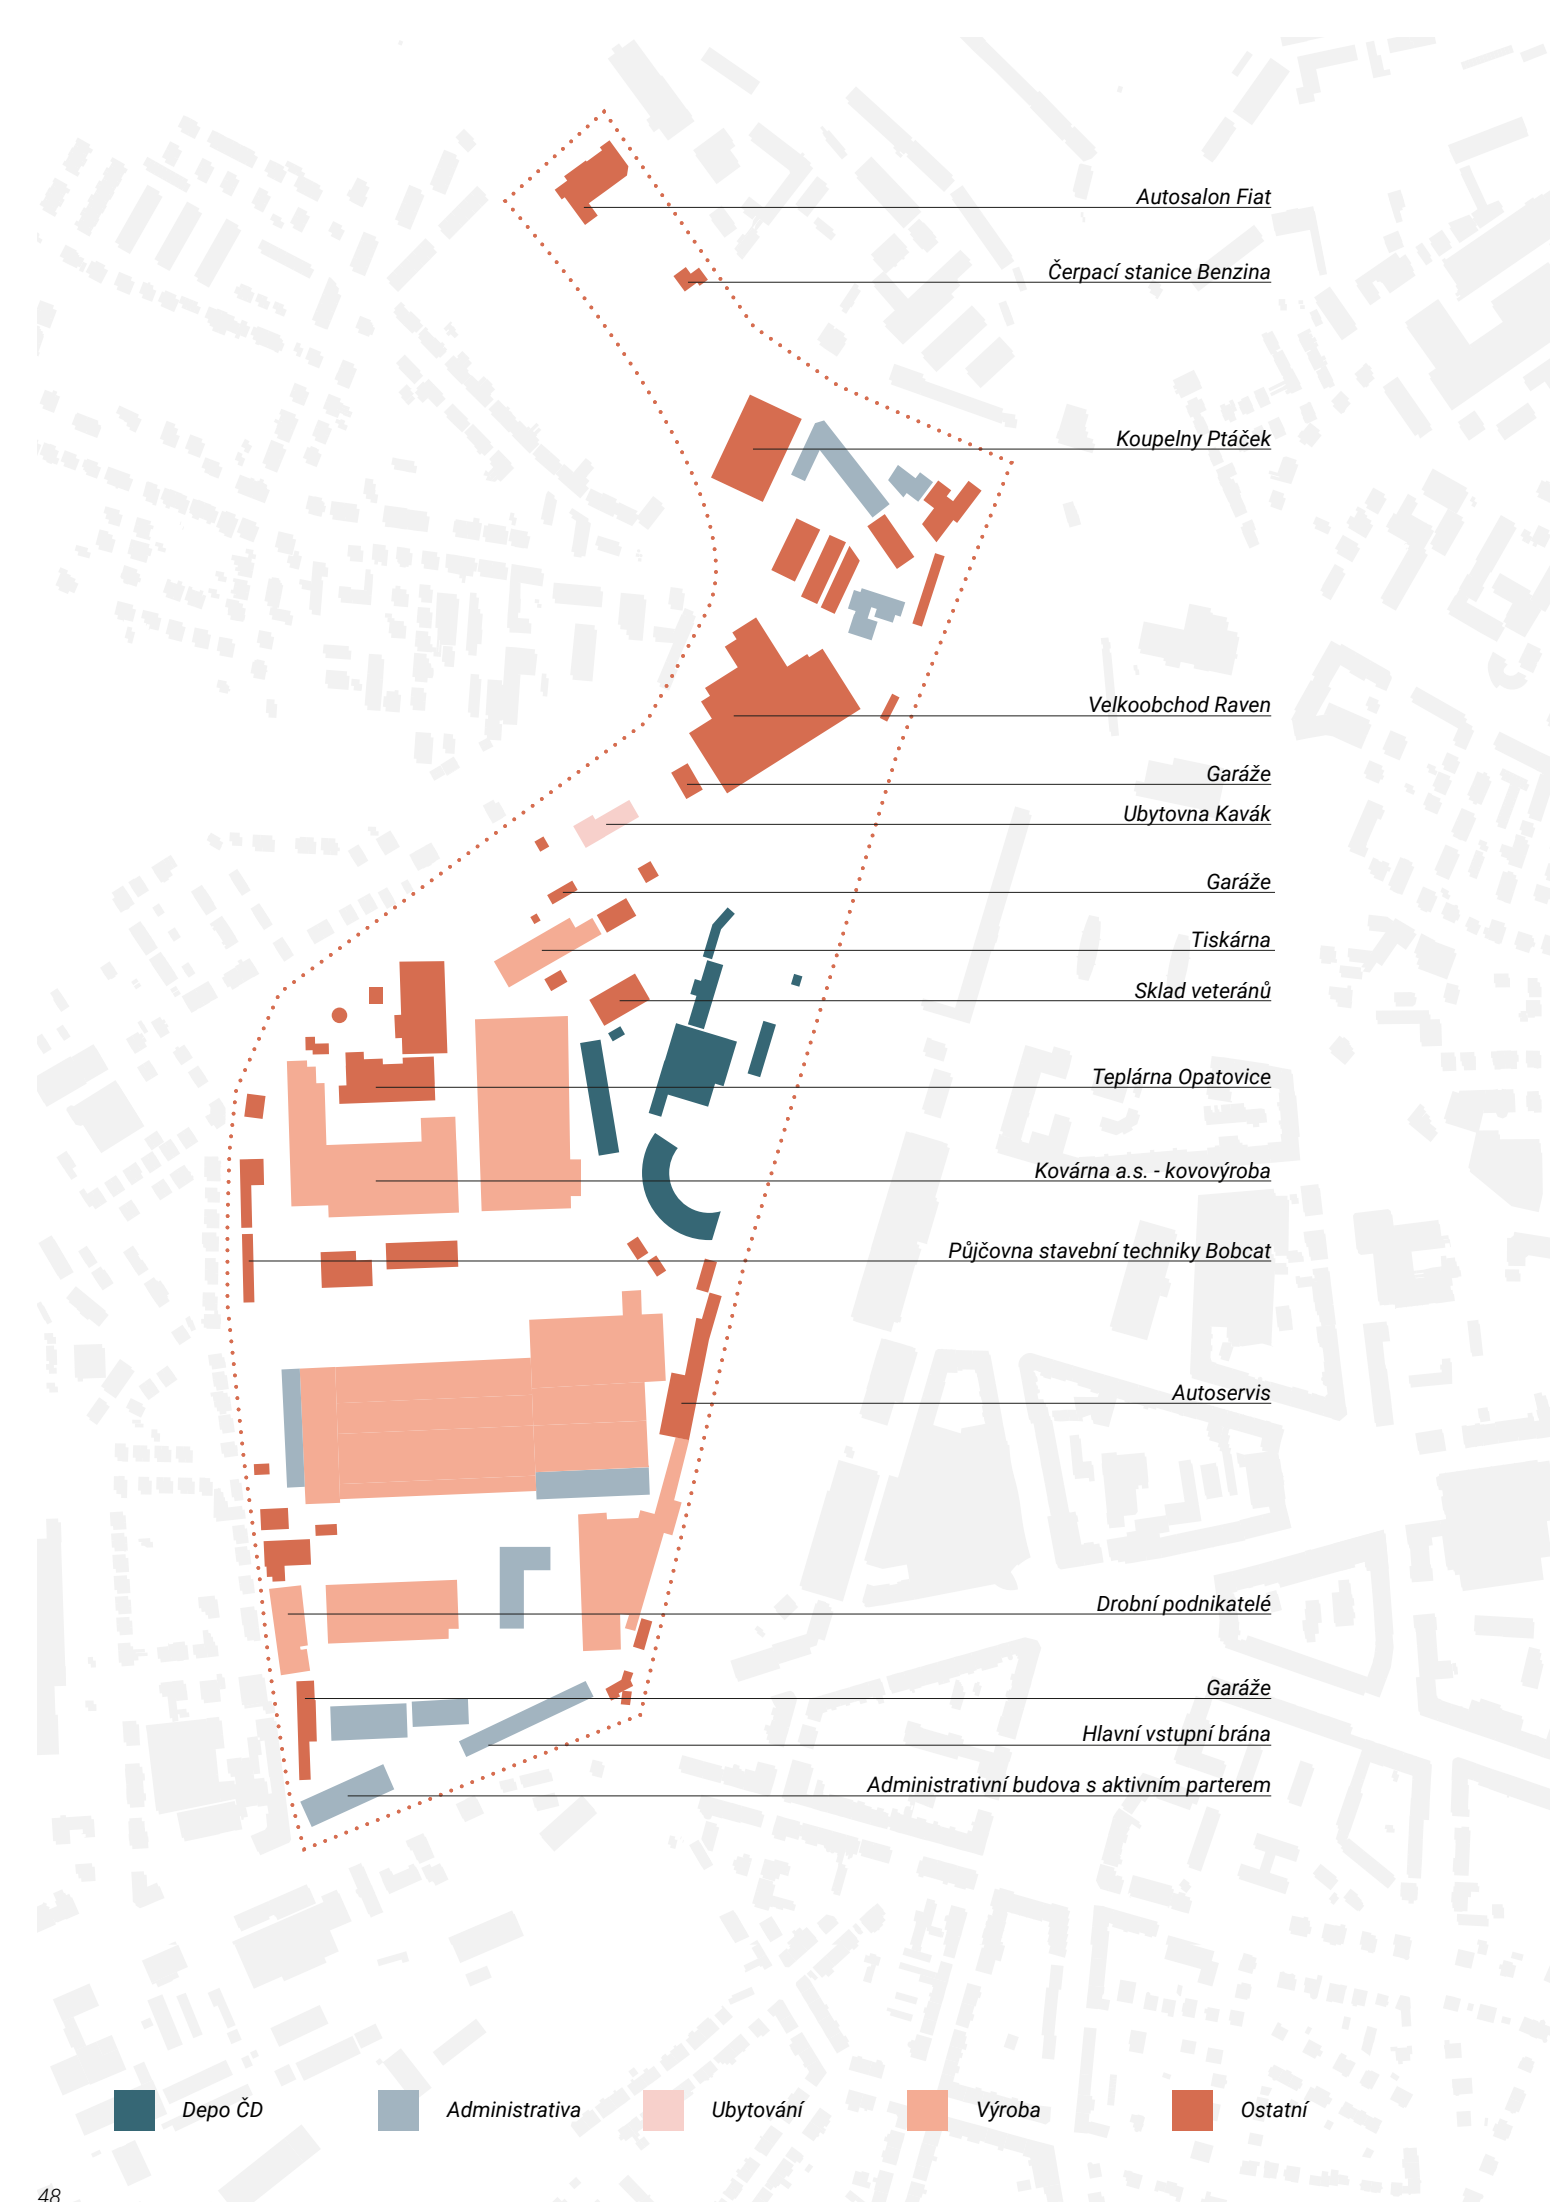 Autosalon Fiat
Čerpací stanice Benzina
Koupelny Ptáček
Velkoobchod Raven
Garáže
Ubytovna Kavák
Garáže
Tiskárna
Sklad veteránů
Teplárna Opatovice
Kovárna a.s. - kovovýroba
Půjčovna stavební techniky Bobcat
Autoservis
Drobní podnikatelé
Garáže
Hlavní vstupní brána
Administrativní budova s aktivním parterem
Depo ČD Administrativa Ubytování Výroba Ostatní
48